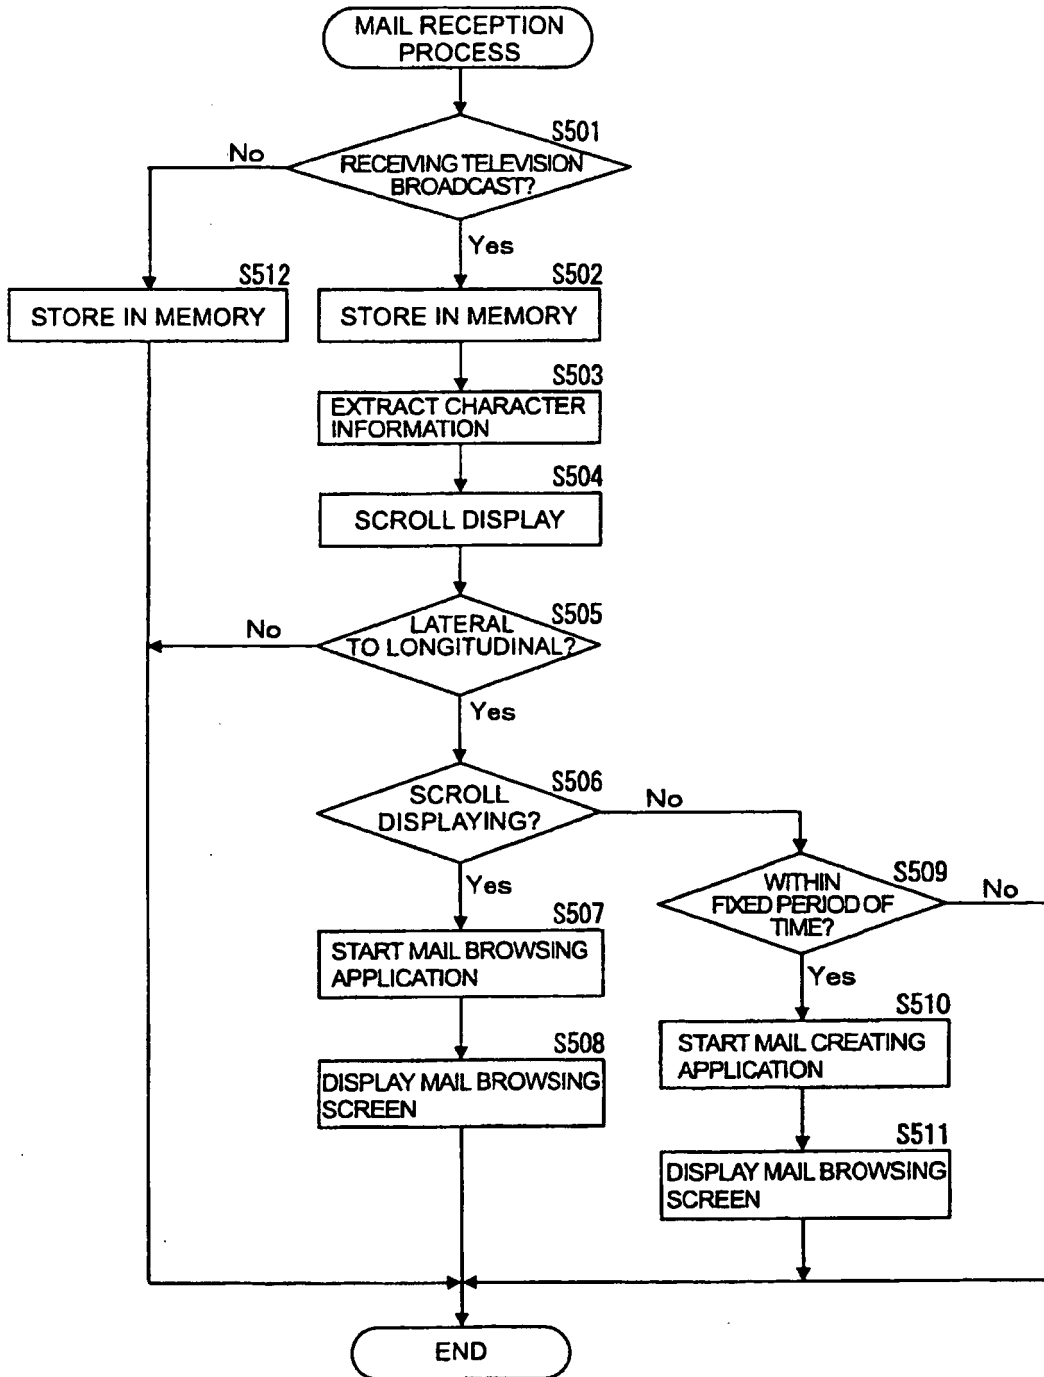 MAIL RECEPTION
PROCESS
S501
No
RECEIVING TELEVISION
BROADCAST?
Yes
S512
STORE IN MEMORY
S502
STORE IN MEMORY
S503
EXTRACT CHARACTER
INFORMATION
S504
SCROLL DISPLAY
S505
No
LATERAL
TO LONGITUDINAL?
Yes
S506
SCROLL
DISPLAYING?
No
Yes
S509
WITHIN
FIXED PERIOD OF
TIME?
No
Yes
S507
START MAIL BROWSING
APPLICATION
S508
DISPLAY MAIL BROWSING
SCREEN
S510
START MAIL CREATING
APPLICATION
S511
DISPLAY MAIL BROWSING
SCREEN
END